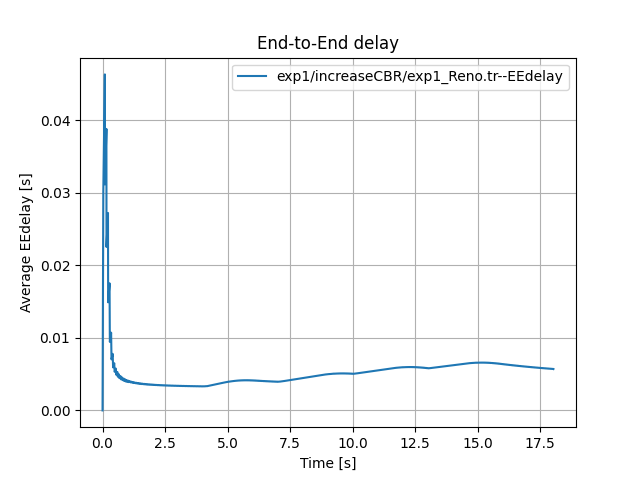 End-to-End delay
exp1/increaseCBR/exp1_Reno.tr--EEdelay
Average EEdelay [s]
0.04
0.03
0.02
0.01
0.00
0.0 2.5 5.0 7.5 10.0 12.5 15.0 17.5
Time [s]